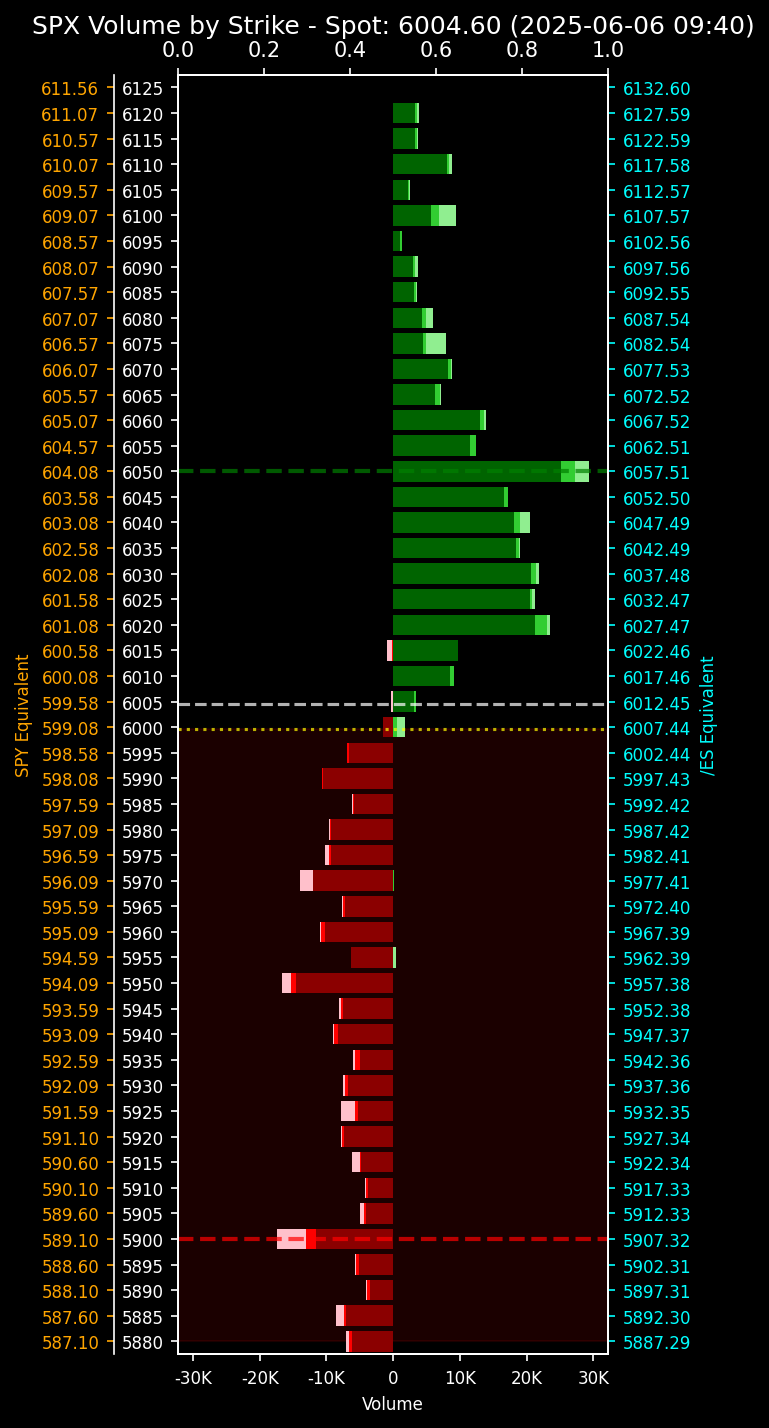 SPX Volume by Strike - Spot: 6004.60 (2025-06-06 09:40)
0.0 0.2 0.4 0.6 0.8 1.0
611.56 6125 6132.60
611.07 6120 6127.59
610.57 6115 6122.59
610.07 6110 6117.58
609.57 6105 6112.57
609.07 6100 6107.57
608.57 6095 6102.56
608.07 6090 6097.56
607.57 6085 6092.55
607.07 6080 6087.54
606.57 6075 6082.54
606.07 6070 6077.53
605.57 6065 6072.52
605.07 6060 6067.52
604.57 6055 6062.51
604.08 6050 6057.51
603.58 6045 6052.50
603.08 6040 6047.49
602.58 6035 6042.49
602.08 6030 6037.48
601.58 6025 6032.47
601.08 6020 6027.47
600.58 6015 6022.46
600.08 6010 6017.46
599.58 6005 6012.45
599.08 6000 6007.44
598.58 5995 6002.44
598.08 5990 5997.43
597.59 5985 5992.42
597.09 5980 5987.42
596.59 5975 5982.41
596.09 5970 5977.41
595.59 5965 5972.40
595.09 5960 5967.39
594.59 5955 5962.39
594.09 5950 5957.38
593.59 5945 5952.38
593.09 5940 5947.37
592.59 5935 5942.36
592.09 5930 5937.36
591.59 5925 5932.35
591.10 5920 5927.34
590.60 5915 5922.34
590.10 5910 5917.33
589.60 5905 5912.33
589.10 5900 5907.32
588.60 5895 5902.31
588.10 5890 5897.31
587.60 5885 5892.30
587.10 5880 5887.29
SPY Equivalent
/ES Equivalent
-30K -20K -10K 0 10K 20K 30K
Volume